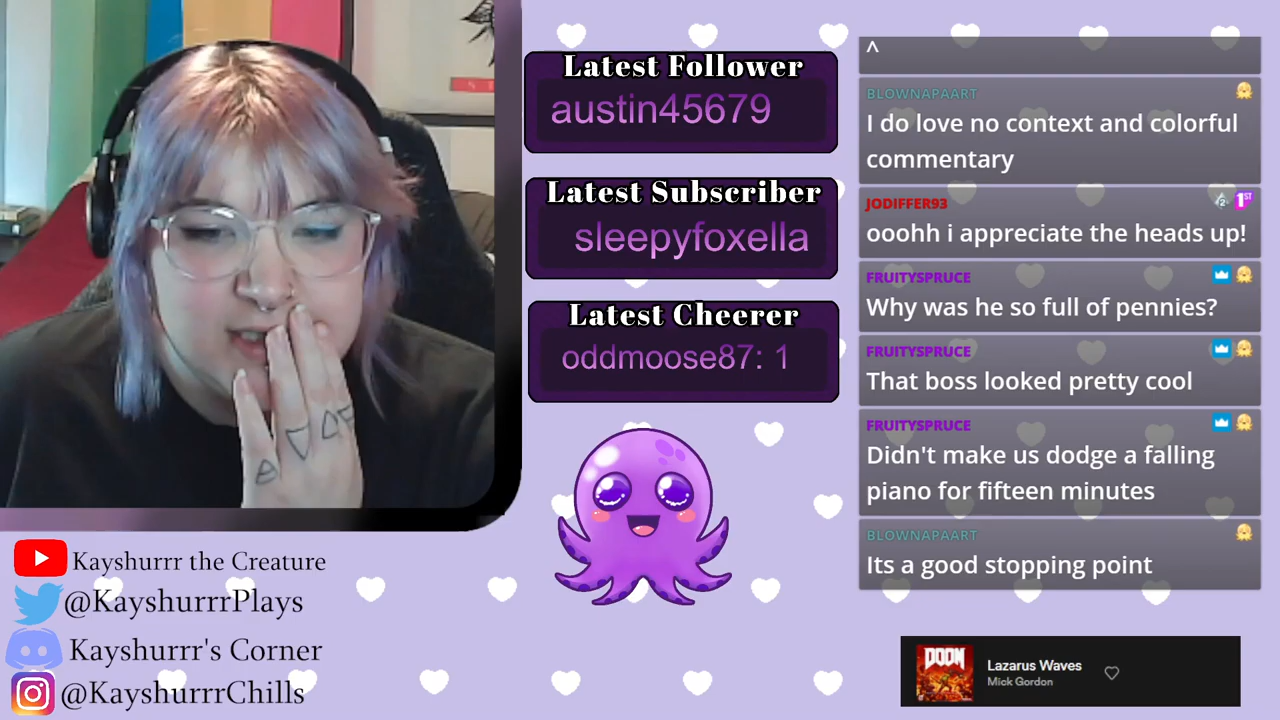 Latest Follower
austin45679
Latest Subscriber
sleepyfoxella
Latest Cheerer
oddmoose87: 1
^
BLOWNAPAART
I do love no context and colorful
commentary
JODIFFER93
2
1ST
ooohh i appreciate the heads up!
FRUITYSPRUCE
Why was he so full of pennies?
FRUITYSPRUCE
That boss looked pretty cool
FRUITYSPRUCE
Didn't make us dodge a falling
piano for fifteen minutes
BLOWNAPAART
Its a good stopping point
Kayshurrr the Creature
@KayshurrrPlays
Kayshurrr's Corner
@KayshurrrChills
DOOM
Lazarus Waves
Mick Gordon